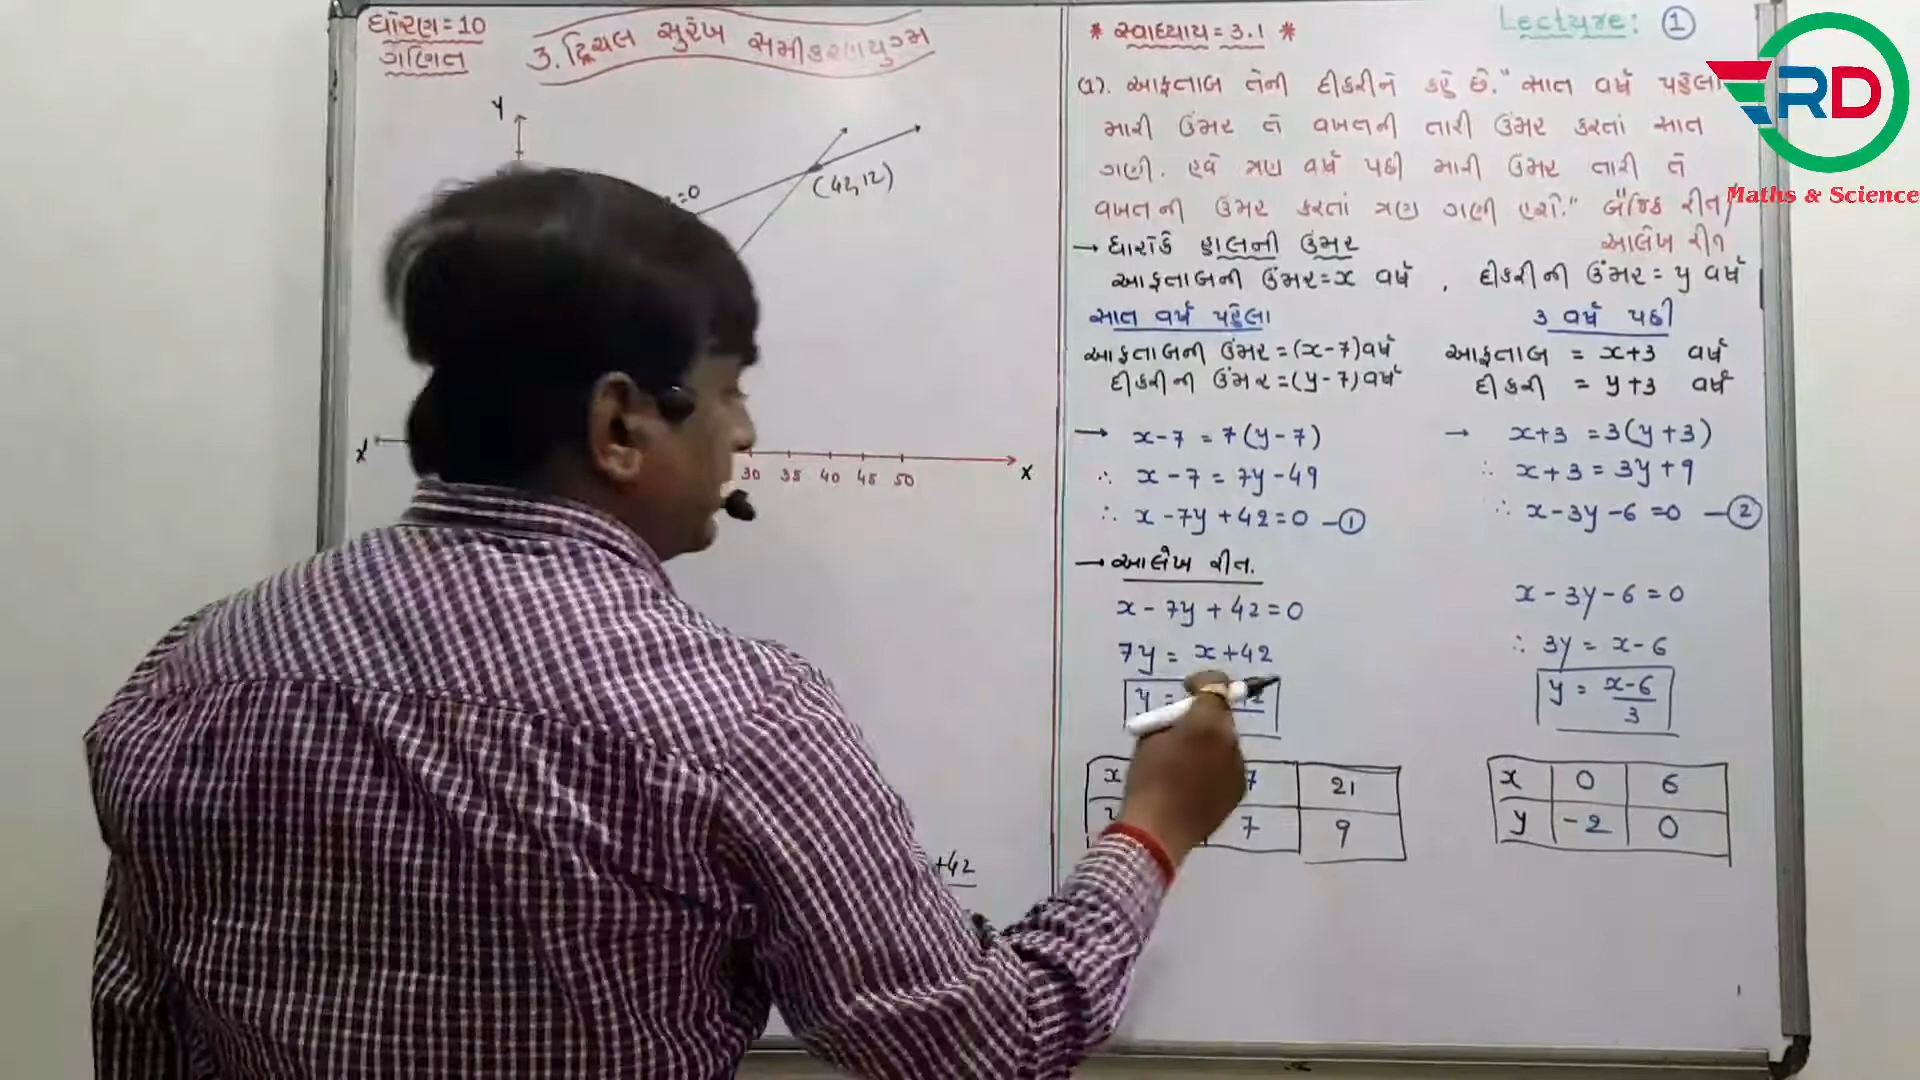 ધોરણ=10
ગણિત
3. દ્વિચલ સુરેખ સમીકરણયુગ્મ
Y
=0
(42,12)
X'
30 35 40 45 50
X
+42
* સ્વાધ્યાય = 3.1 *
Lecture: 1
RD
Maths & Science
(1). આફતાબ તેની દીકરીને કહે છે. "સાત વર્ષ પહેલા
મારી ઉંમર તે વખતની તારી ઉંમર કરતાં સાત
ગણી. હવે ત્રણ વર્ષ પછી મારી ઉંમર તારી તે
વખતની ઉંમર કરતાં ત્રણ ગણી હશે." બૈજિક રીત/
આલેખ રીત
→ ધારોકે હાલની ઉંમર
આફતાબની ઉંમર=x વર્ષ , દીકરીની ઉંમર = y વર્ષ
સાત વર્ષ પહેલા
આફતાબની ઉંમર=(x-7)વર્ષ
દીકરીની ઉંમર=(y-7)વર્ષ
3 વર્ષ પછી
આફતાબ = x+3 વર્ષ
દીકરી = y+3 વર્ષ
→ x-7 = 7(y-7)
∴ x-7 = 7y-49
∴ x-7y+42=0 —①
→ x+3 =3(y+3)
∴ x+3 = 3y+9
∴ x-3y-6 =0 —②
→ આલેખ રીત.
x-7y+42=0
7y = x+42
y =
x 7 21
7 9
x-3y-6=0
∴ 3y = x-6
y = x-6
3
x 0 6
y -2 0